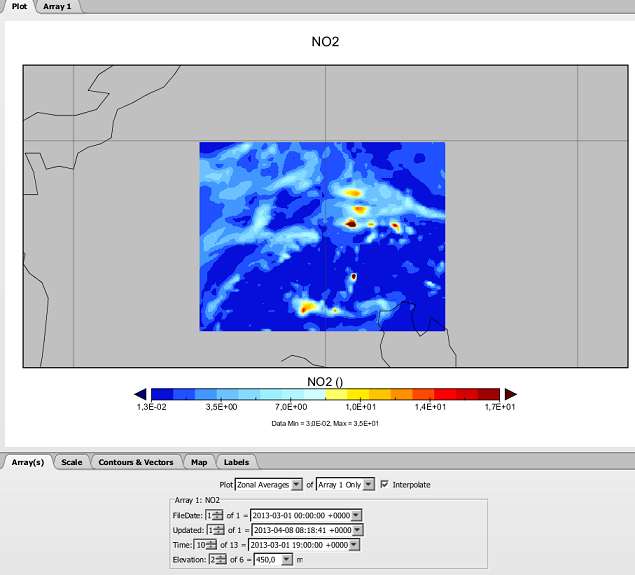 Plot Array 1
NO2
NO2 ()
1,3E-02 3,5E+00 7,0E+00 1,0E+01 1,4E+01 1,7E+01
Data Min = 3,0E-02, Max = 3,5E+01
Array(s) Scale Contours & Vectors Map Labels
Plot Zonal Averages of Array 1 Only Interpolate
Array 1: NO2
FileDate: 1 of 1 = 2013-03-01 00:00:00 +0000
Updated: 1 of 1 = 2013-04-08 08:18:41 +0000
Time: 10 of 13 = 2013-03-01 19:00:00 +0000
Elevation: 2 of 6 = 450,0 m